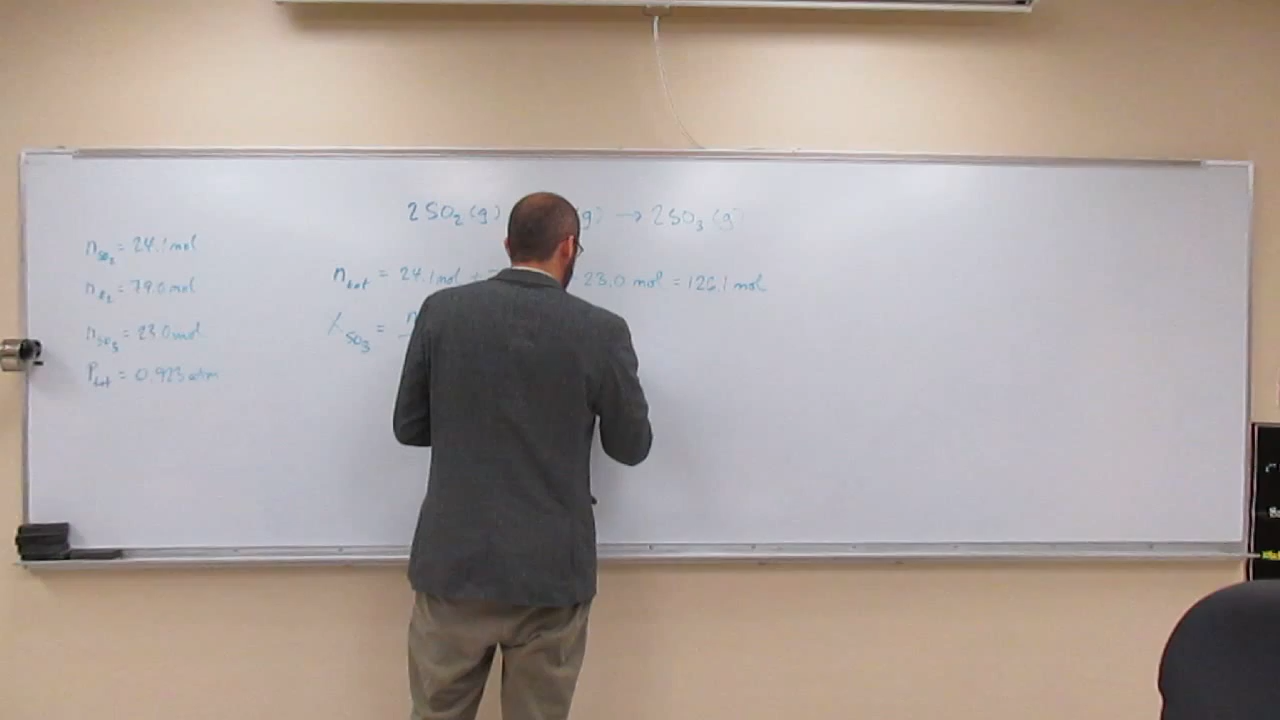 2SO₂(g) (g) → 2SO₃(g)
n_SO₂ = 24.1 mol
n_O₂ = 79.0 mol
n_SO₃ = 23.0 mol
P_tot = 0.923 atm
n_tot = 24.1 mol + 23.0 mol = 126.1 mol
χ_SO₃ = n